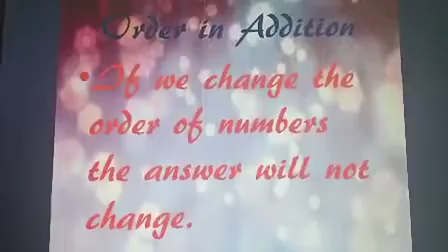 Order in Addition
•If we change the
order of numbers
the answer will not
change.